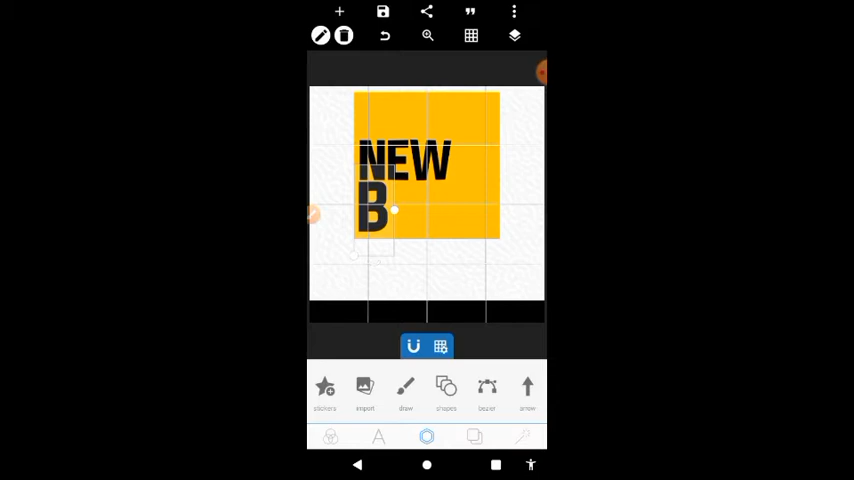 NEW
B
stickers
import
draw
shapes
bezier
arrow